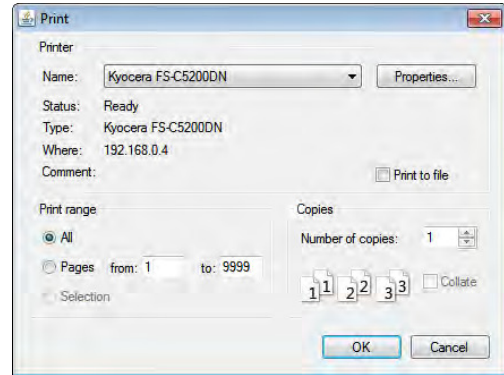 Print
Printer
Name: Kyocera FS-C5200DN Properties...
Status: Ready
Type: Kyocera FS-C5200DN
Where: 192.168.0.4
Comment: Print to file
Print range Copies
All Number of copies: 1
Pages from: 1 to: 9999
1 1 2 2 3 3 Collate
Selection
OK Cancel